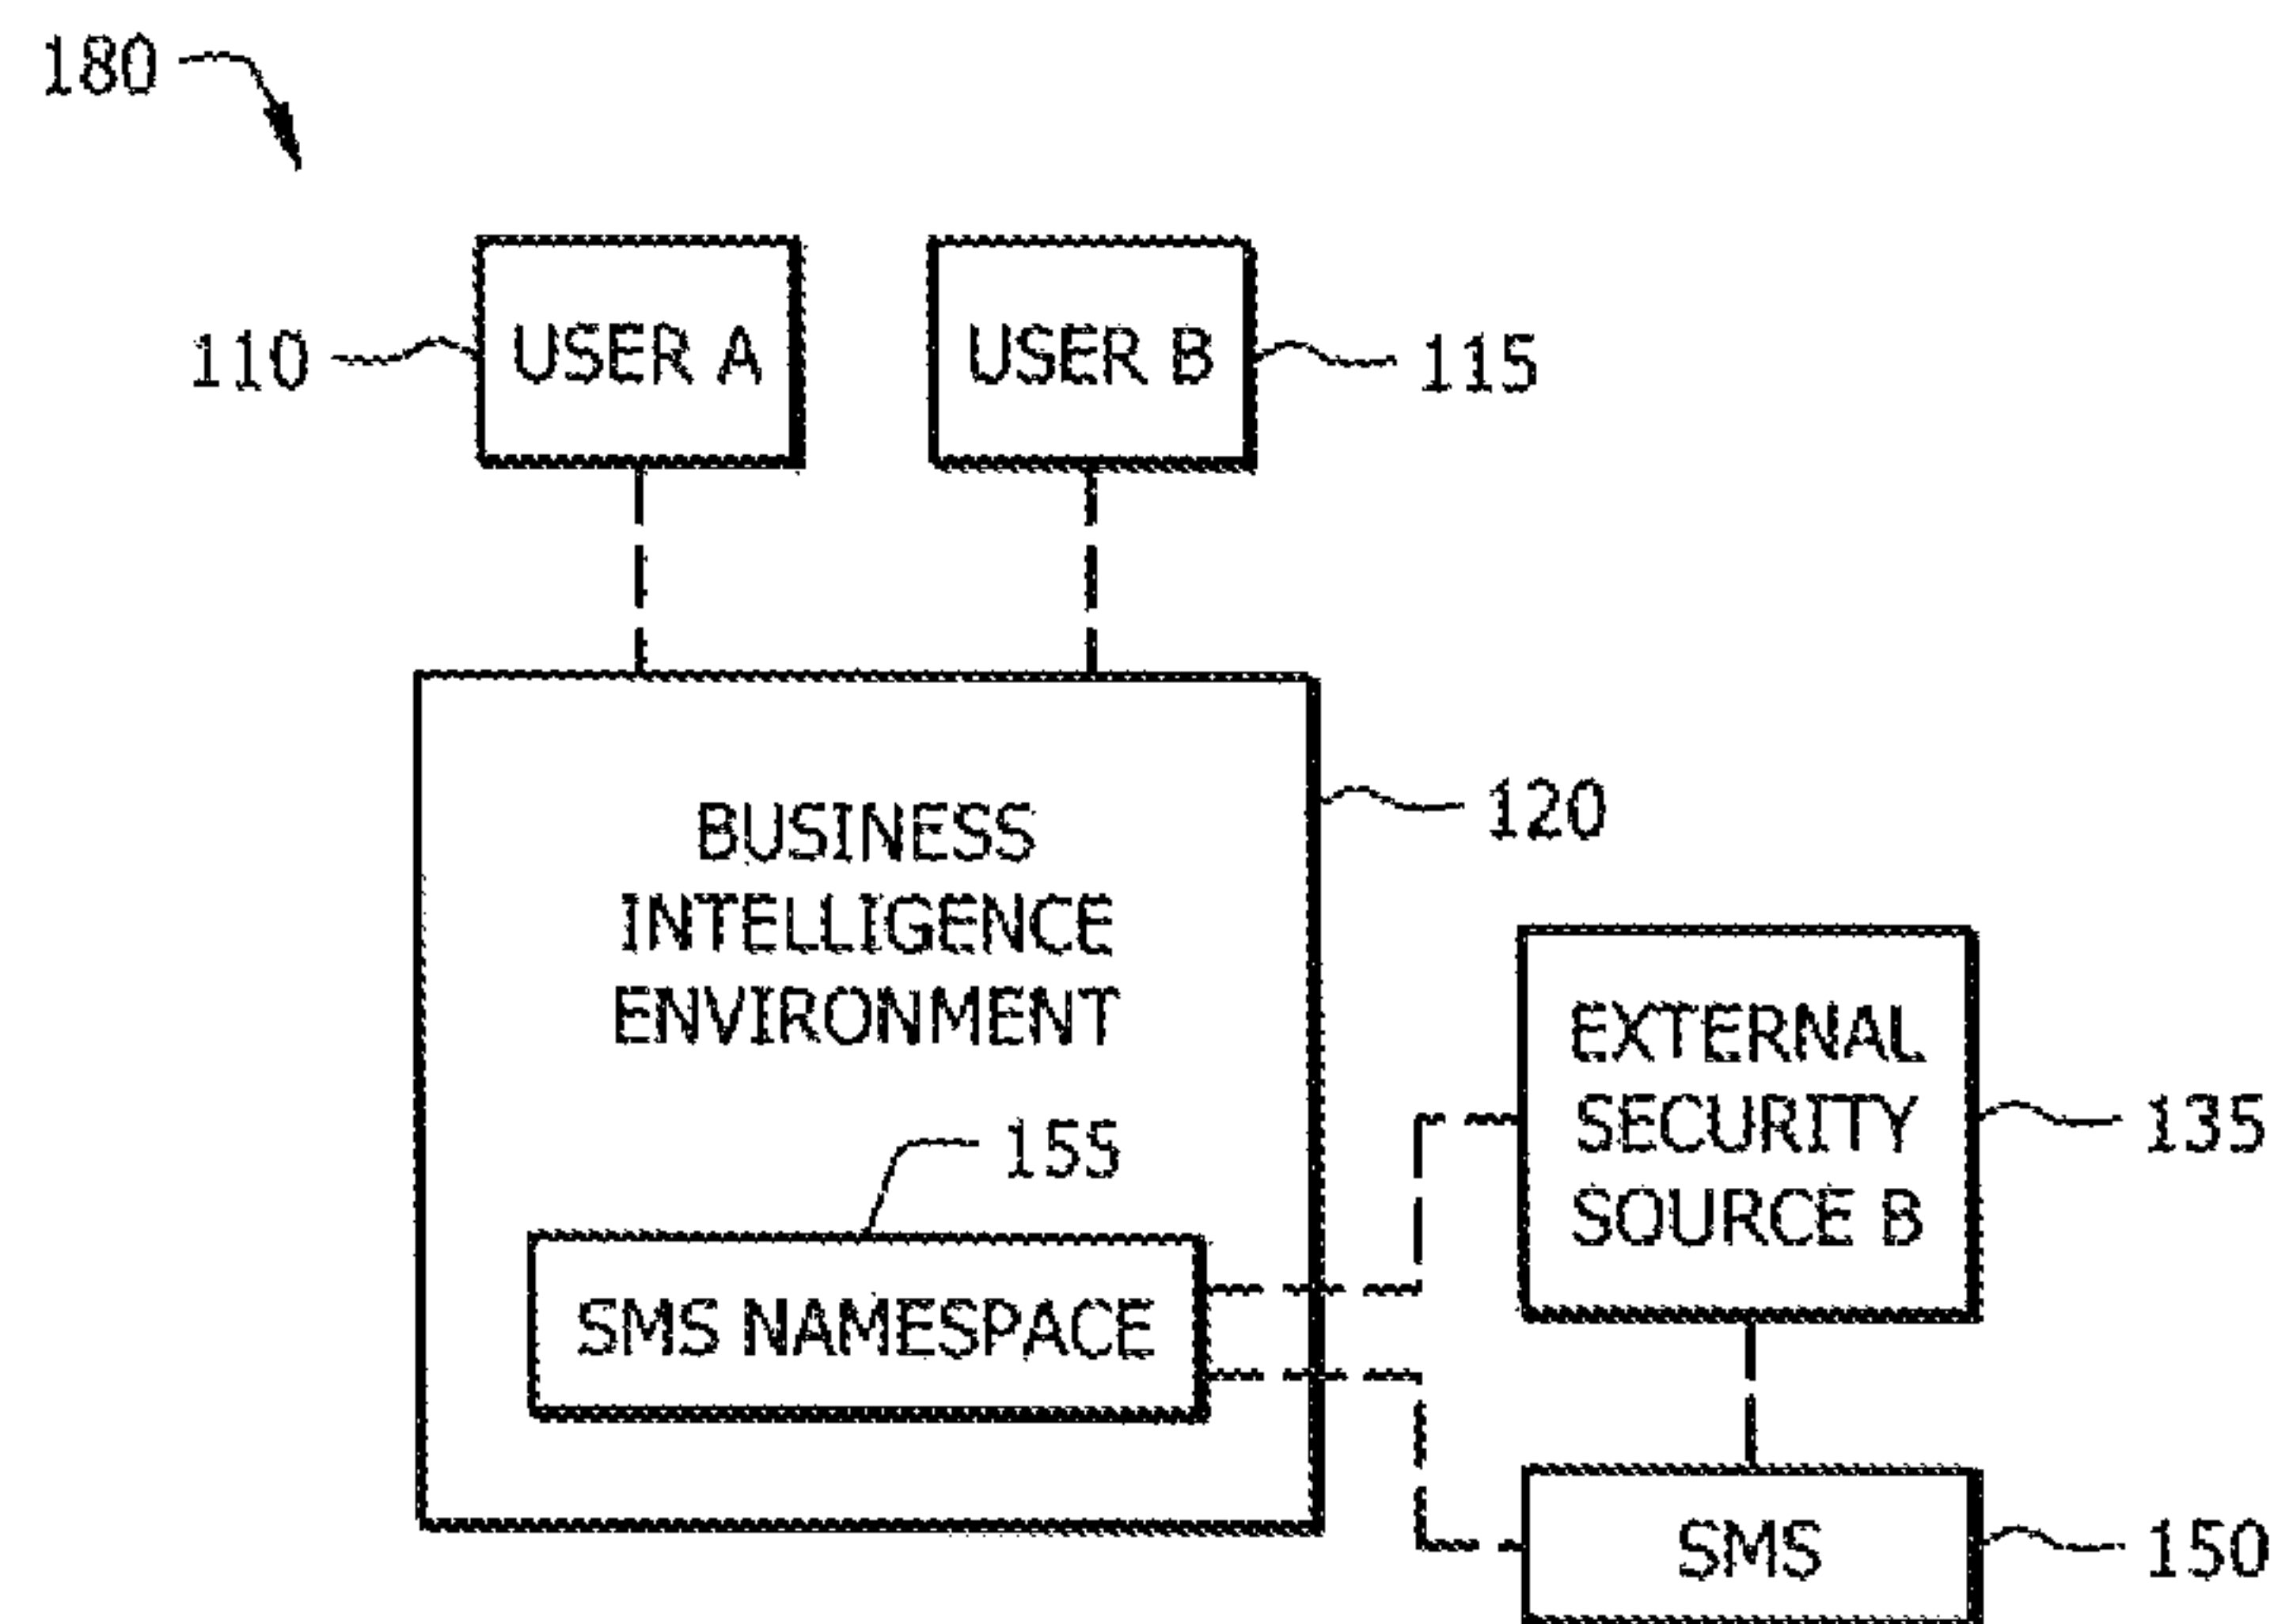 180
110
USER A
USER B
115
BUSINESS
INTELLIGENCE
ENVIRONMENT
120
155
SMS NAMESPACE
EXTERNAL
SECURITY
SOURCE B
135
SMS
150